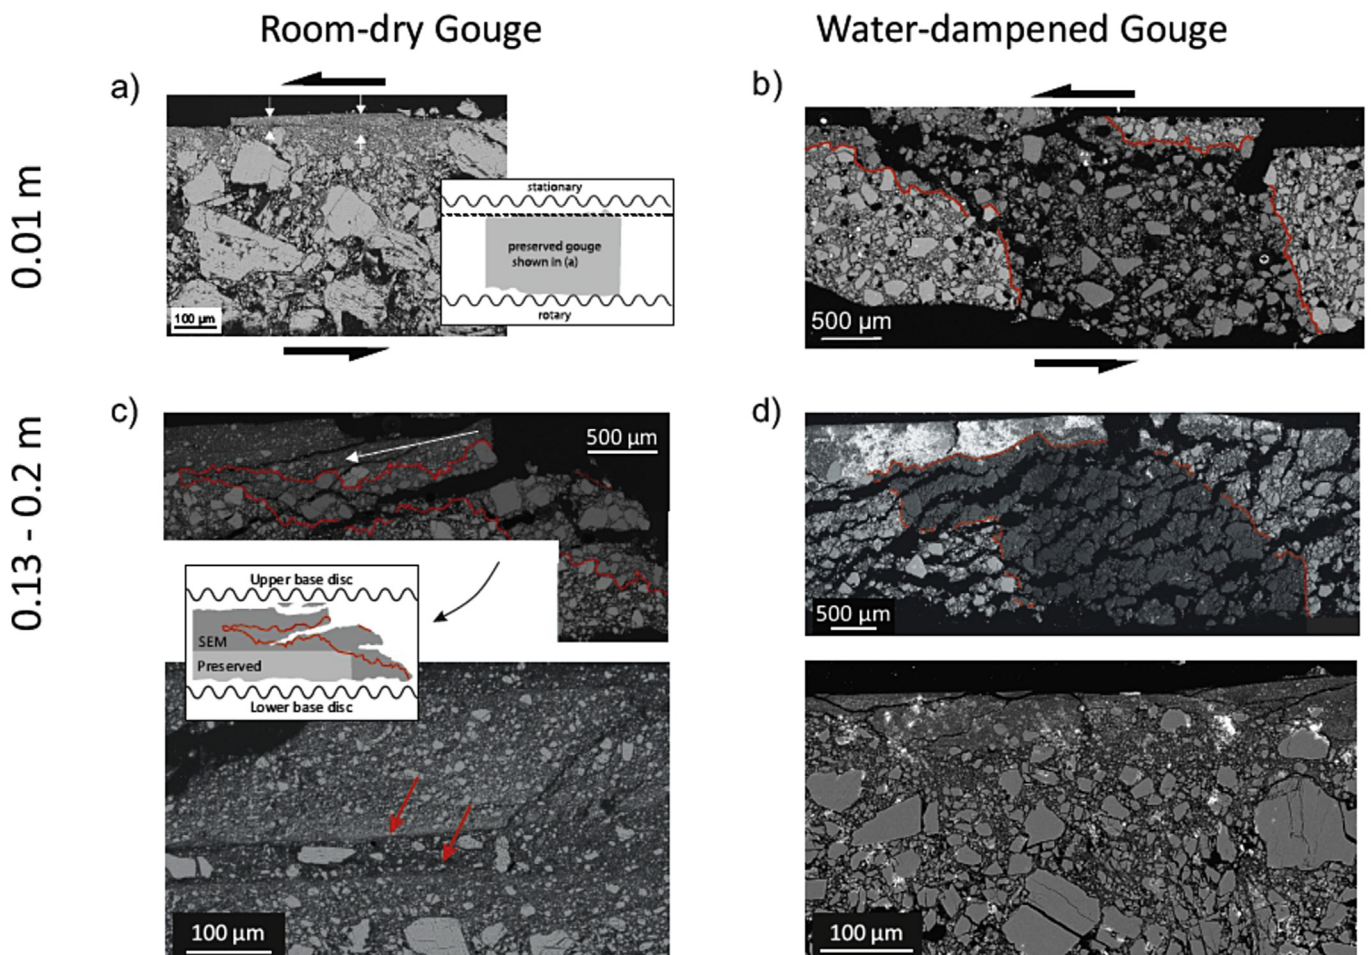 Room-dry Gouge
Water-dampened Gouge
0.01 m
a)
100 µm
stationary
preserved gouge
shown in (a)
rotary
b)
500 µm
0.13 - 0.2 m
c)
500 µm
Upper base disc
SEM
Preserved
Lower base disc
100 µm
d)
500 µm
100 µm